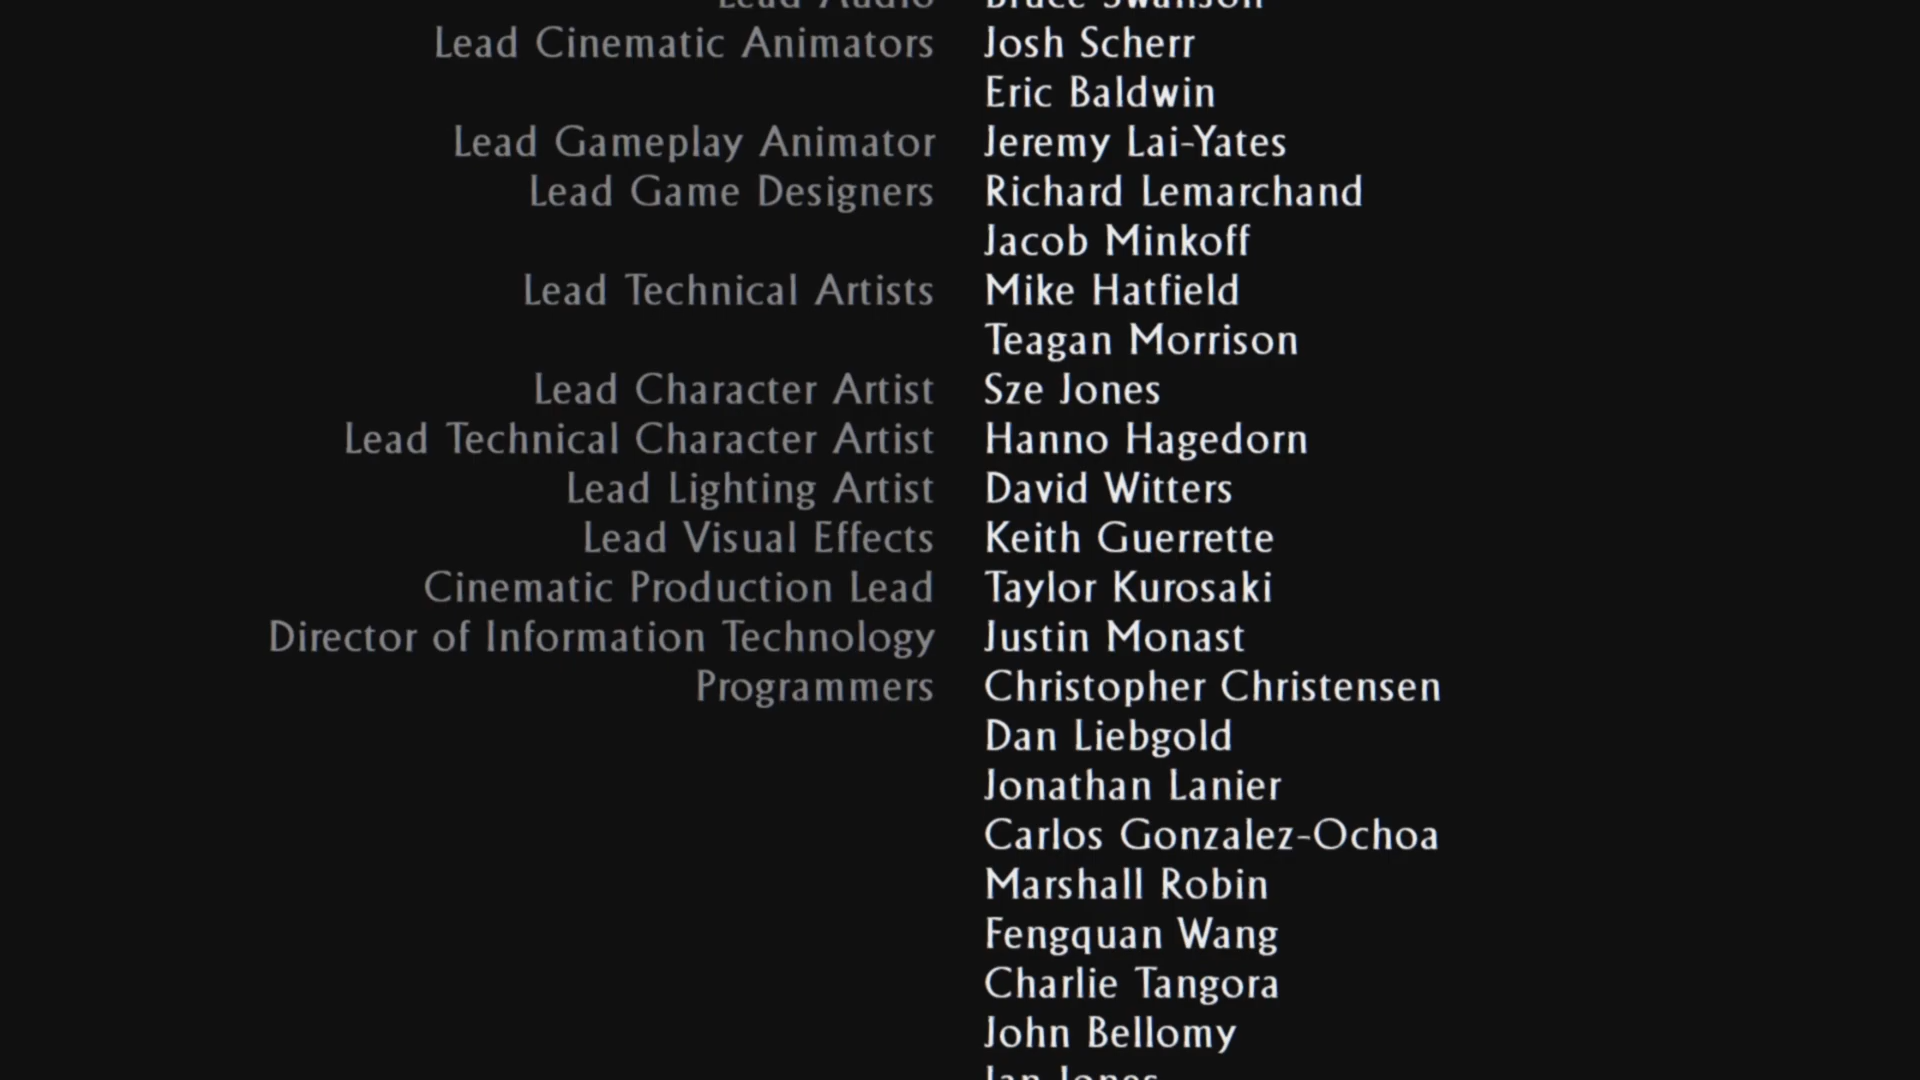 Lead Audio Bruce Swanson
Lead Cinematic Animators Josh Scherr
Eric Baldwin
Lead Gameplay Animator Jeremy Lai-Yates
Lead Game Designers Richard Lemarchand
Jacob Minkoff
Lead Technical Artists Mike Hatfield
Teagan Morrison
Lead Character Artist Sze Jones
Lead Technical Character Artist Hanno Hagedorn
Lead Lighting Artist David Witters
Lead Visual Effects Keith Guerrette
Cinematic Production Lead Taylor Kurosaki
Director of Information Technology Justin Monast
Programmers Christopher Christensen
Dan Liebgold
Jonathan Lanier
Carlos Gonzalez-Ochoa
Marshall Robin
Fengquan Wang
Charlie Tangora
John Bellomy
Jones